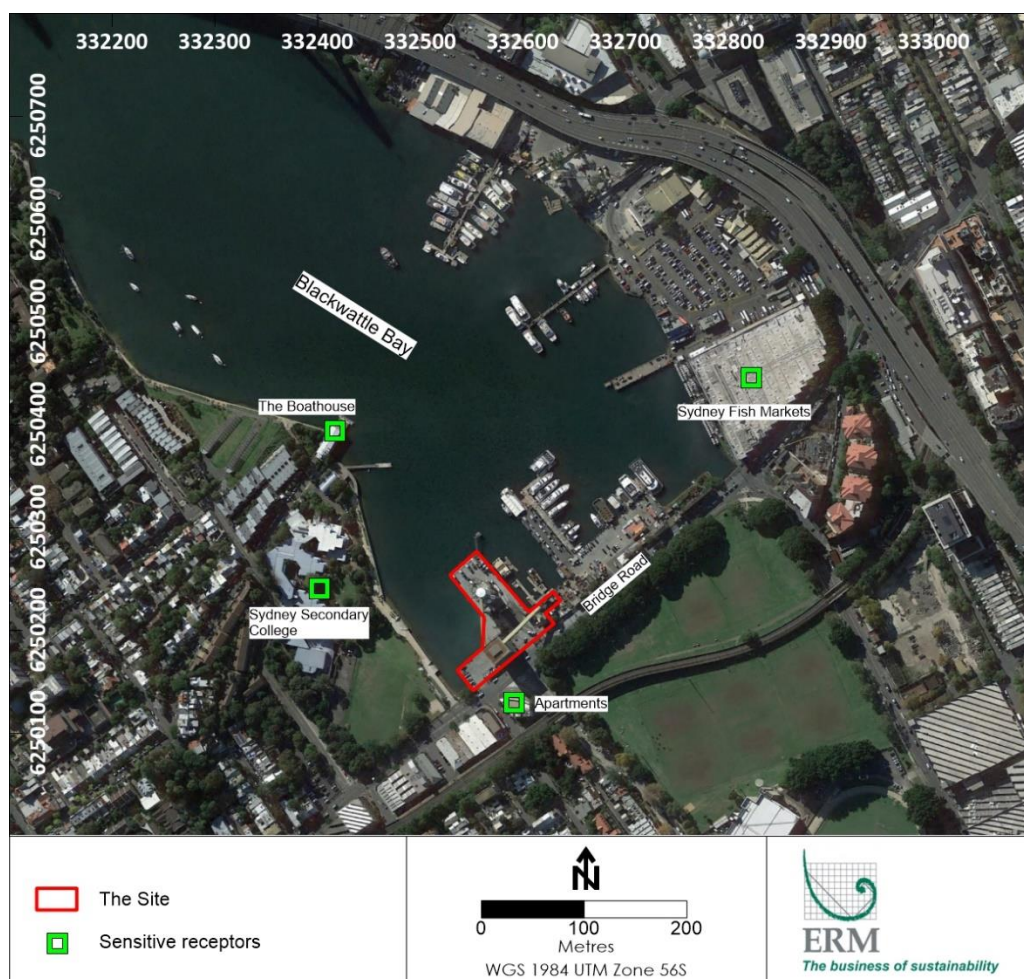 332200 332300 332400 332500 332600 332700 332800 332900 333000
6250700
6250600
6250500
6250400
6250300
6250200
6250100
Blackwattle Bay
The Boathouse
Sydney Fish Markets
Bridge Road
Sydney Secondary
College
Apartments
The Site
Sensitive receptors
N
0 100 200
Metres
WGS 1984 UTM Zone 56S
ERM
The business of sustainability